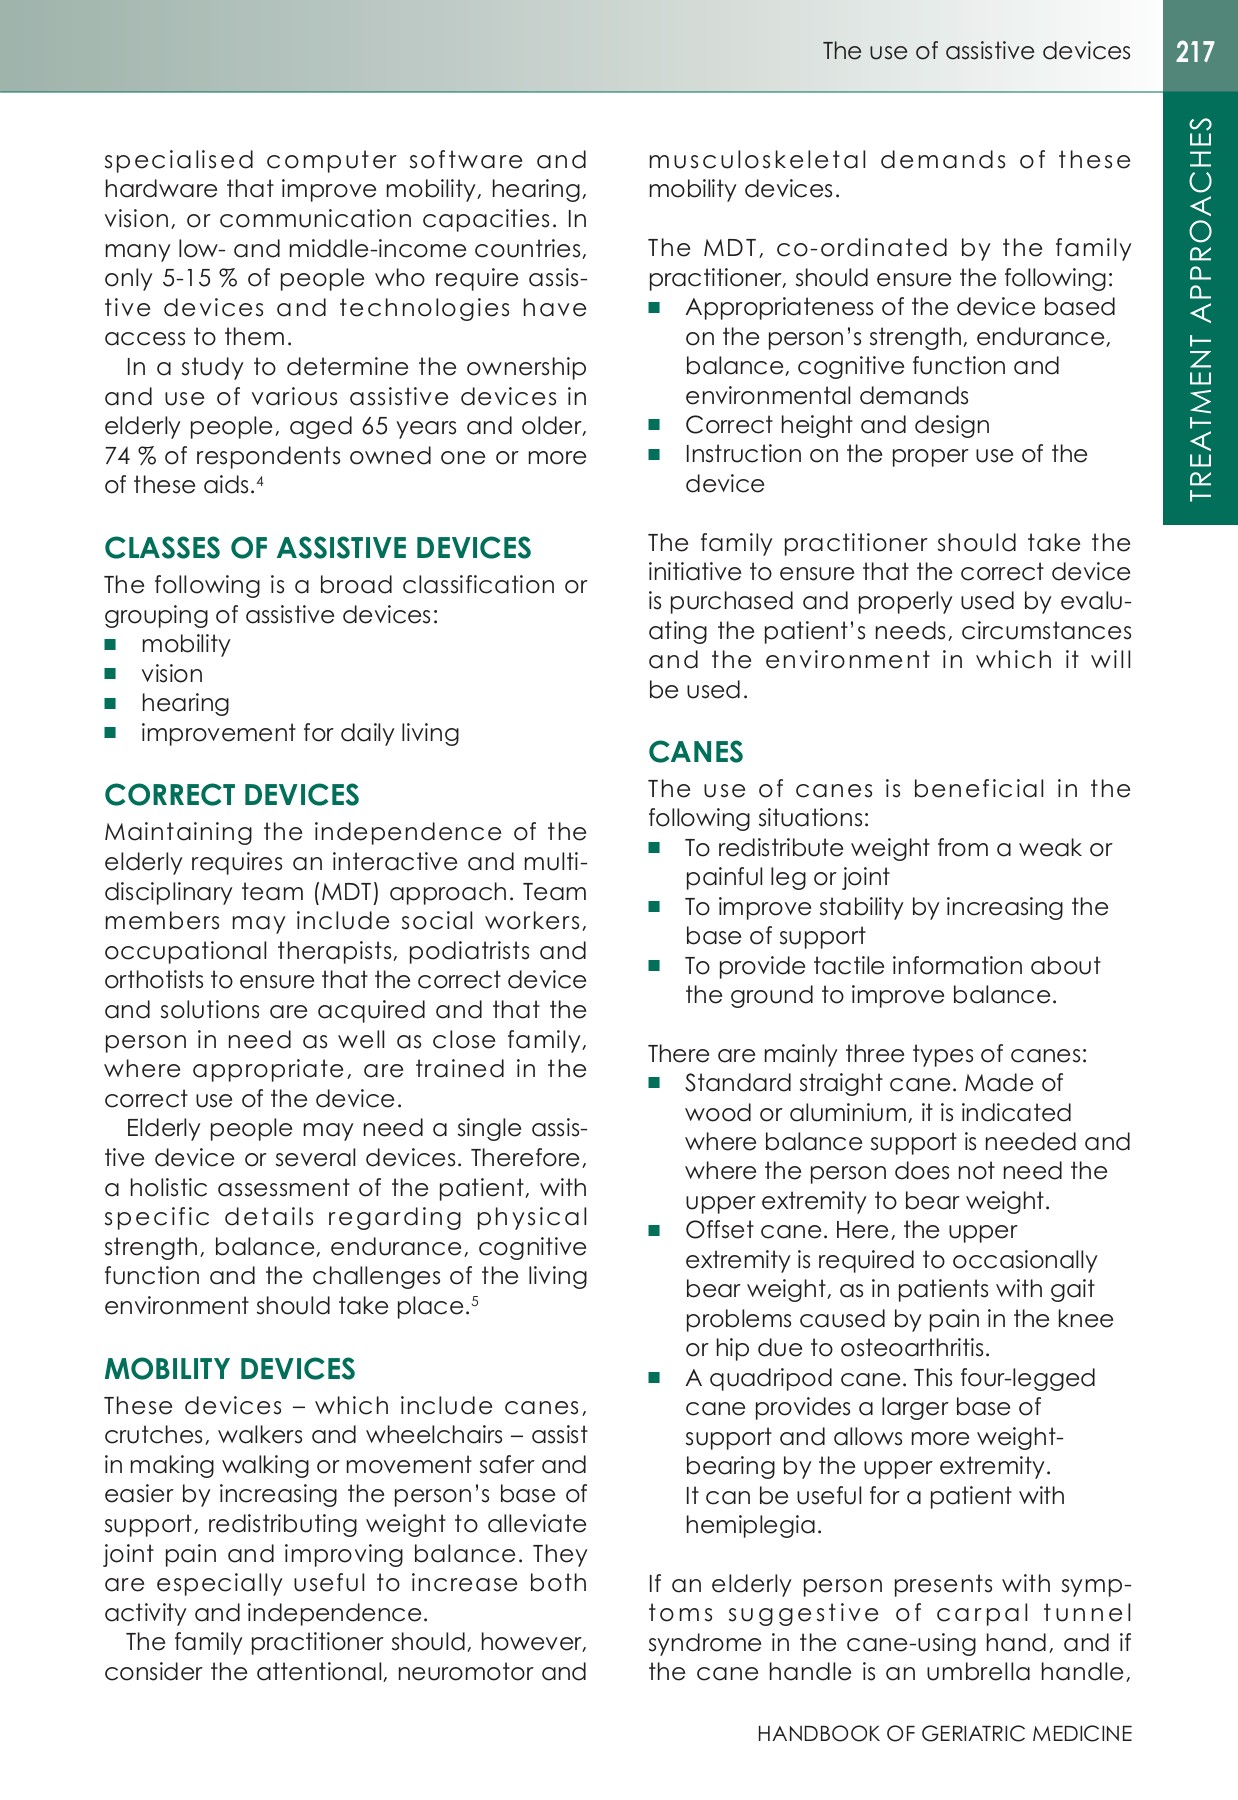 The use of assistive devices
217
TREATMENT APPROACHES
specialised computer software and
hardware that improve mobility, hearing,
vision, or communication capacities. In
many low- and middle-income countries,
only 5-15 % of people who require assis-
tive devices and technologies have
access to them.
In a study to determine the ownership
and use of various assistive devices in
elderly people, aged 65 years and older,
74 % of respondents owned one or more
of these aids.⁴
CLASSES OF ASSISTIVE DEVICES
The following is a broad classification or
grouping of assistive devices:
■ mobility
■ vision
■ hearing
■ improvement for daily living
CORRECT DEVICES
Maintaining the independence of the
elderly requires an interactive and multi-
disciplinary team (MDT) approach. Team
members may include social workers,
occupational therapists, podiatrists and
orthotists to ensure that the correct device
and solutions are acquired and that the
person in need as well as close family,
where appropriate, are trained in the
correct use of the device.
Elderly people may need a single assis-
tive device or several devices. Therefore,
a holistic assessment of the patient, with
specific details regarding physical
strength, balance, endurance, cognitive
function and the challenges of the living
environment should take place.⁵
MOBILITY DEVICES
These devices – which include canes,
crutches, walkers and wheelchairs – assist
in making walking or movement safer and
easier by increasing the person’s base of
support, redistributing weight to alleviate
joint pain and improving balance. They
are especially useful to increase both
activity and independence.
The family practitioner should, however,
consider the attentional, neuromotor and
musculoskeletal demands of these
mobility devices.
The MDT, co-ordinated by the family
practitioner, should ensure the following:
■ Appropriateness of the device based
on the person’s strength, endurance,
balance, cognitive function and
environmental demands
■ Correct height and design
■ Instruction on the proper use of the
device
The family practitioner should take the
initiative to ensure that the correct device
is purchased and properly used by evalu-
ating the patient’s needs, circumstances
and the environment in which it will
be used.
CANES
The use of canes is beneficial in the
following situations:
■ To redistribute weight from a weak or
painful leg or joint
■ To improve stability by increasing the
base of support
■ To provide tactile information about
the ground to improve balance.
There are mainly three types of canes:
■ Standard straight cane. Made of
wood or aluminium, it is indicated
where balance support is needed and
where the person does not need the
upper extremity to bear weight.
■ Offset cane. Here, the upper
extremity is required to occasionally
bear weight, as in patients with gait
problems caused by pain in the knee
or hip due to osteoarthritis.
■ A quadripod cane. This four-legged
cane provides a larger base of
support and allows more weight-
bearing by the upper extremity.
It can be useful for a patient with
hemiplegia.
If an elderly person presents with symp-
toms suggestive of carpal tunnel
syndrome in the cane-using hand, and if
the cane handle is an umbrella handle,
HANDBOOK OF GERIATRIC MEDICINE